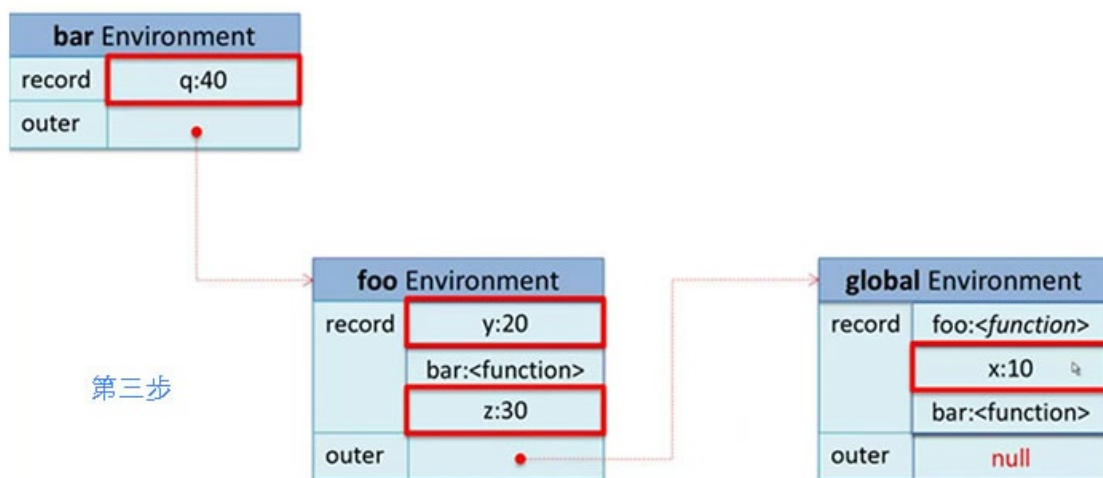 bar Environment
record q:40
outer
foo Environment
record y:20
bar:<function>
z:30
outer
global Environment
record foo:<function>
x:10
bar:<function>
outer null
第三步